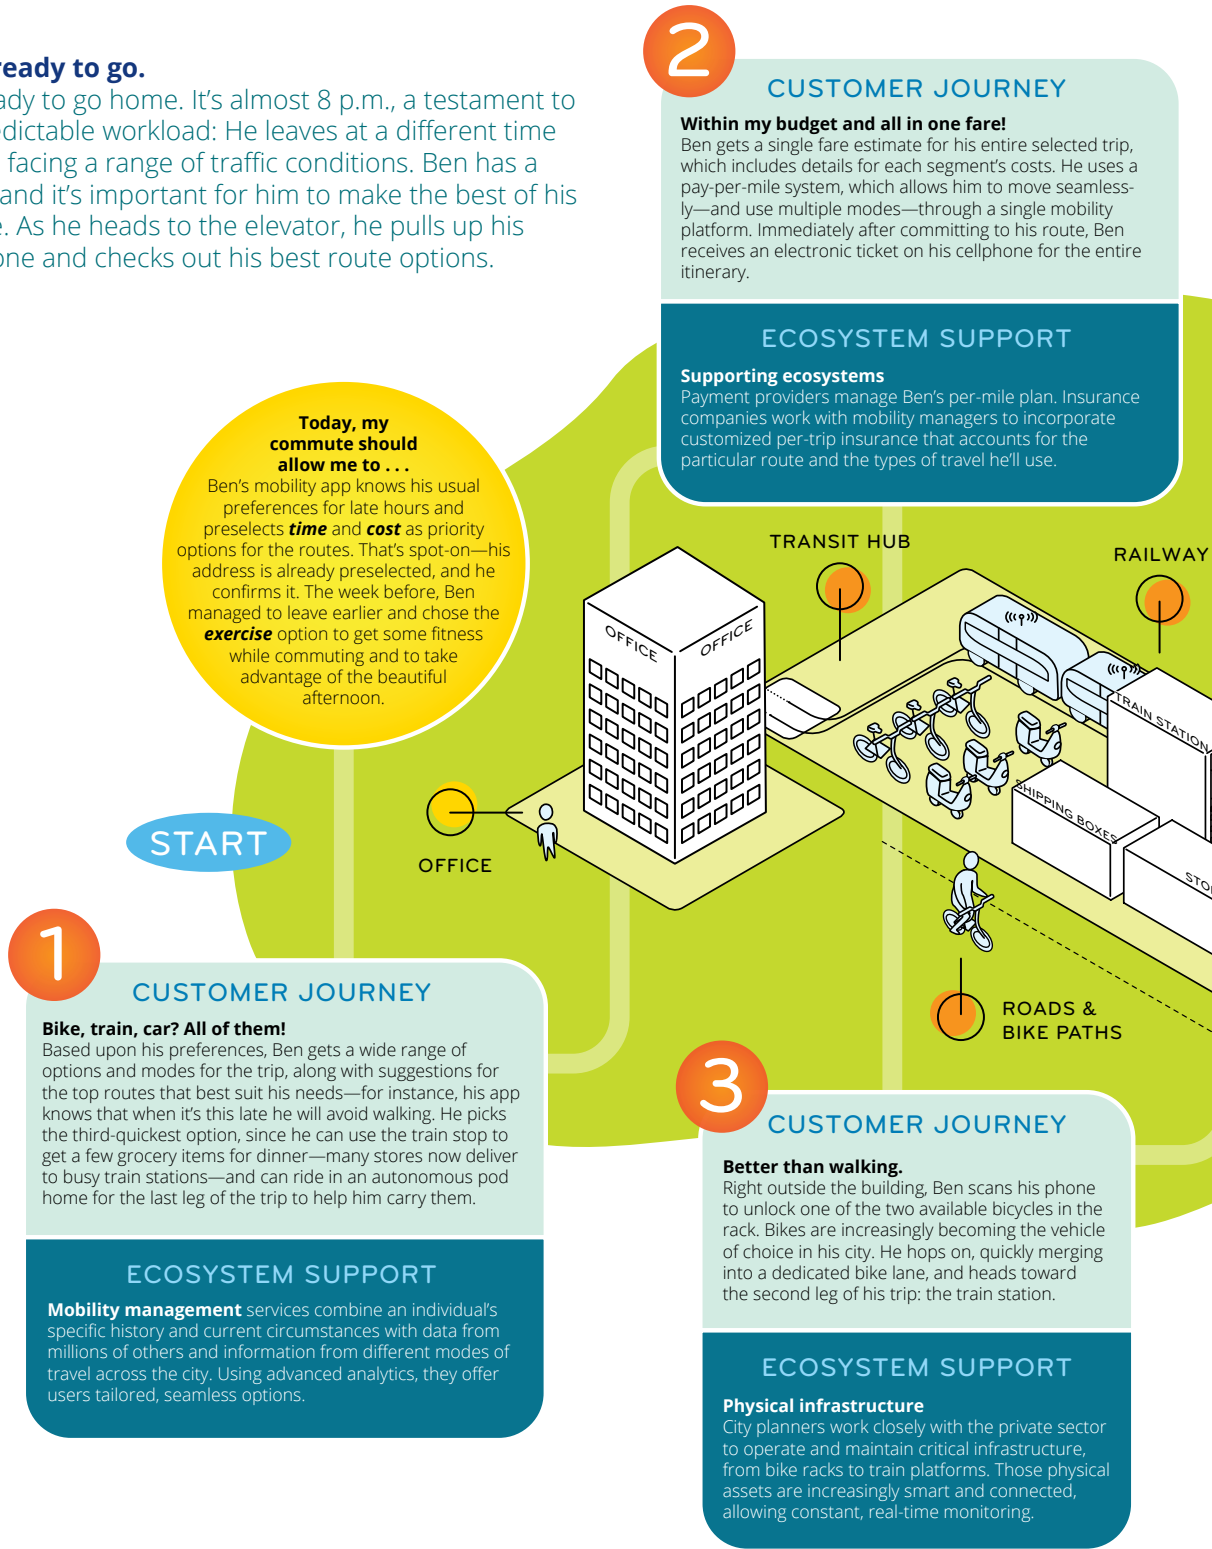 ready to go.
ady to go home. It's almost 8 p.m., a testament to
edictable workload: He leaves at a different time
facing a range of traffic conditions. Ben has a
and it's important for him to make the best of his
e. As he heads to the elevator, he pulls up his
one and checks out his best route options.
2
CUSTOMER JOURNEY
Within my budget and all in one fare!
Ben gets a single fare estimate for his entire selected trip,
which includes details for each segment's costs. He uses a
pay-per-mile system, which allows him to move seamless-
ly—and use multiple modes—through a single mobility
platform. Immediately after committing to his route, Ben
receives an electronic ticket on his cellphone for the entire
itinerary.
ECOSYSTEM SUPPORT
Supporting ecosystems
Payment providers manage Ben's per-mile plan. Insurance
companies work with mobility managers to incorporate
customized per-trip insurance that accounts for the
particular route and the types of travel he'll use.
Today, my
commute should
allow me to . . .
Ben's mobility app knows his usual
preferences for late hours and
preselects time and cost as priority
options for the routes. That's spot-on—his
address is already preselected, and he
confirms it. The week before, Ben
managed to leave earlier and chose the
exercise option to get some fitness
while commuting and to take
advantage of the beautiful
afternoon.
TRANSIT HUB
RAILWAY
OFFICE
OFFICE
TRAIN STATION
SHIPPING BOXES
STO
START
OFFICE
ROADS &
BIKE PATHS
1
CUSTOMER JOURNEY
Bike, train, car? All of them!
Based upon his preferences, Ben gets a wide range of
options and modes for the trip, along with suggestions for
the top routes that best suit his needs—for instance, his app
knows that when it's this late he will avoid walking. He picks
the third-quickest option, since he can use the train stop to
get a few grocery items for dinner—many stores now deliver
to busy train stations—and can ride in an autonomous pod
home for the last leg of the trip to help him carry them.
ECOSYSTEM SUPPORT
Mobility management services combine an individual's
specific history and current circumstances with data from
millions of others and information from different modes of
travel across the city. Using advanced analytics, they offer
users tailored, seamless options.
3
CUSTOMER JOURNEY
Better than walking.
Right outside the building, Ben scans his phone
to unlock one of the two available bicycles in the
rack. Bikes are increasingly becoming the vehicle
of choice in his city. He hops on, quickly merging
into a dedicated bike lane, and heads toward
the second leg of his trip: the train station.
ECOSYSTEM SUPPORT
Physical infrastructure
City planners work closely with the private sector
to operate and maintain critical infrastructure,
from bike racks to train platforms. Those physical
assets are increasingly smart and connected,
allowing constant, real-time monitoring.